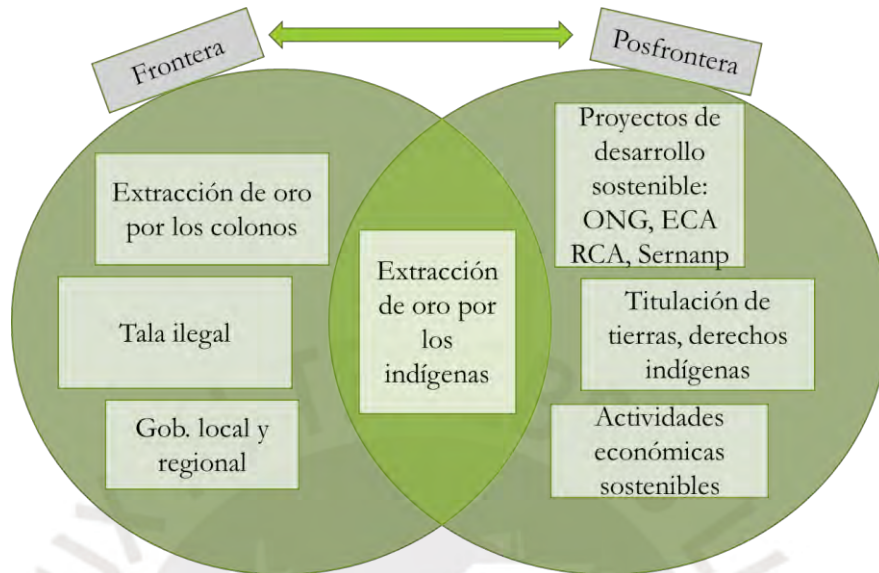 Frontera
Posfrontera
Extracción de oro
por los colonos
Tala ilegal
Gob. local y
regional
Extracción
de oro por
los
indígenas
Proyectos de
desarrollo
sostenible:
ONG, ECA
RCA, Sernanp
Titulación de
tierras, derechos
indígenas
Actividades
económicas
sostenibles